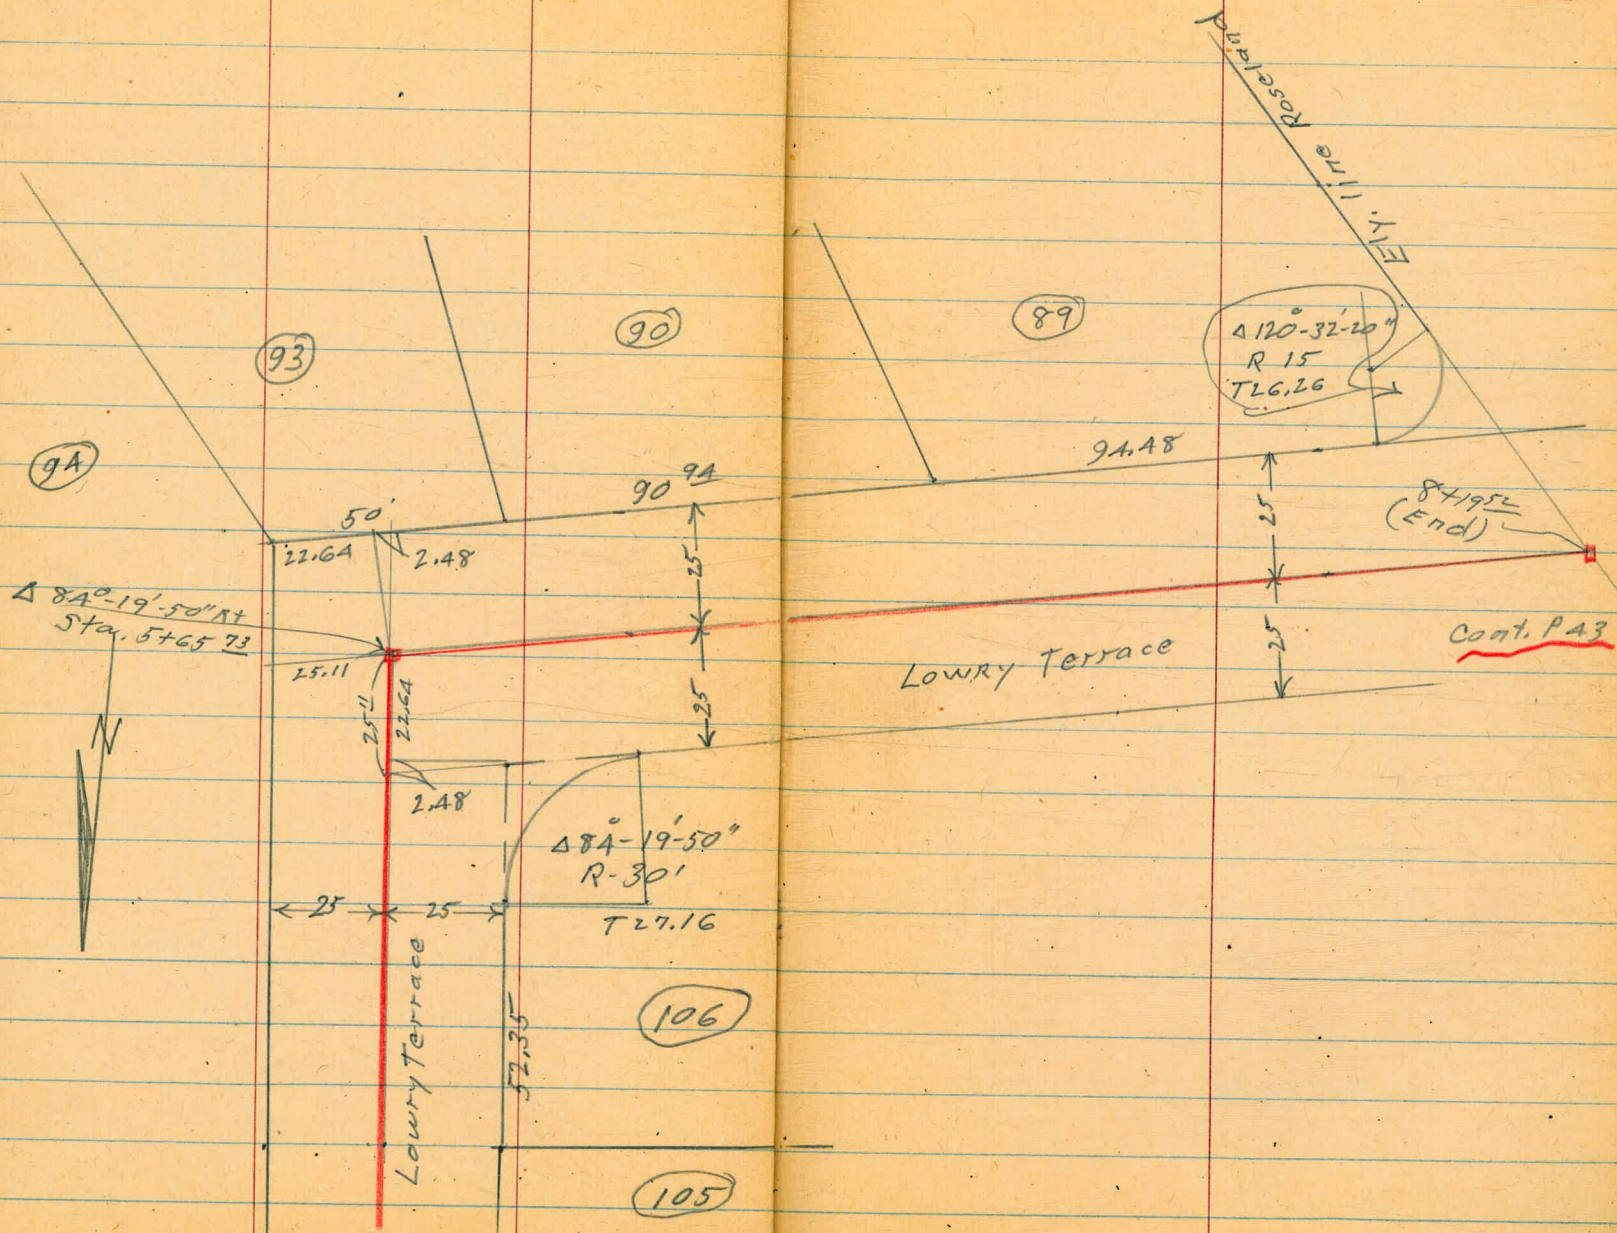 Ely. line Roseland
93
90
89
Δ 120°-32'-20"
R 15
T 26.26
94
50'
90 94
94.48
22.64
2.48
25
25
8+19 52
(End)
Δ 84°-19'-50" Rt
Sta. 5+65 73
25.11
25 11
22.64
25
25
Lowry Terrace
Cont. P 43
2.48
Δ 84°-19'-50"
R-30'
T 27.16
25
25
Lowry Terrace
52.35
106
105
N